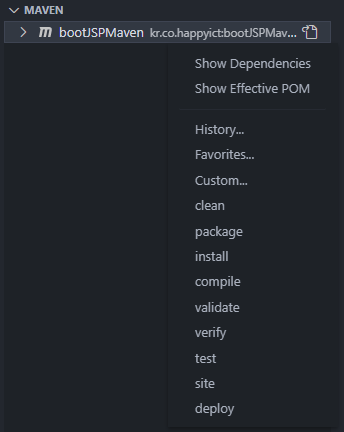 MAVEN
m bootJSPMaven kr.co.happyict:bootJSPMav...
Show Dependencies
Show Effective POM
History...
Favorites...
Custom...
clean
package
install
compile
validate
verify
test
site
deploy